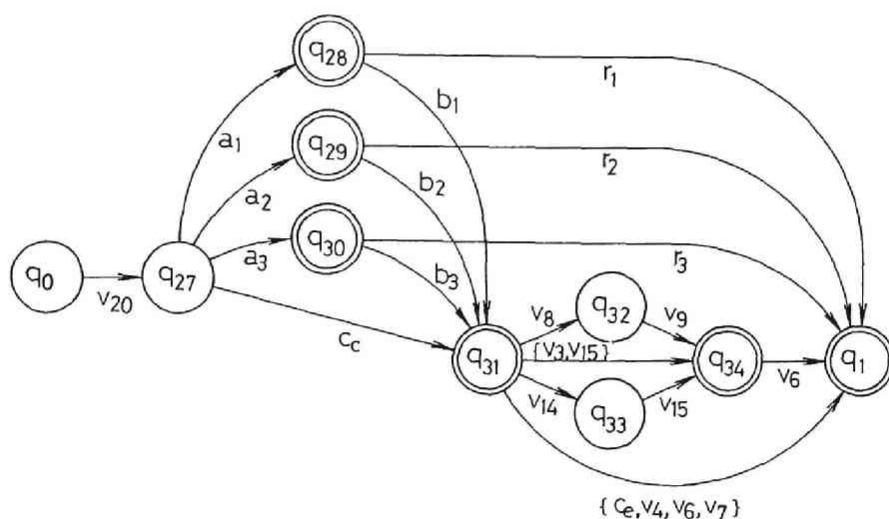 q28
r1
b1
a1
q29
r2
b2
a2
q30
a3
r3
b3
q0
v20
q27
q32
v8
v9
Cc
q31
{v3,v15}
q34
v6
q1
v14
q33
v15
{ Ce,v4,v6,v7 }